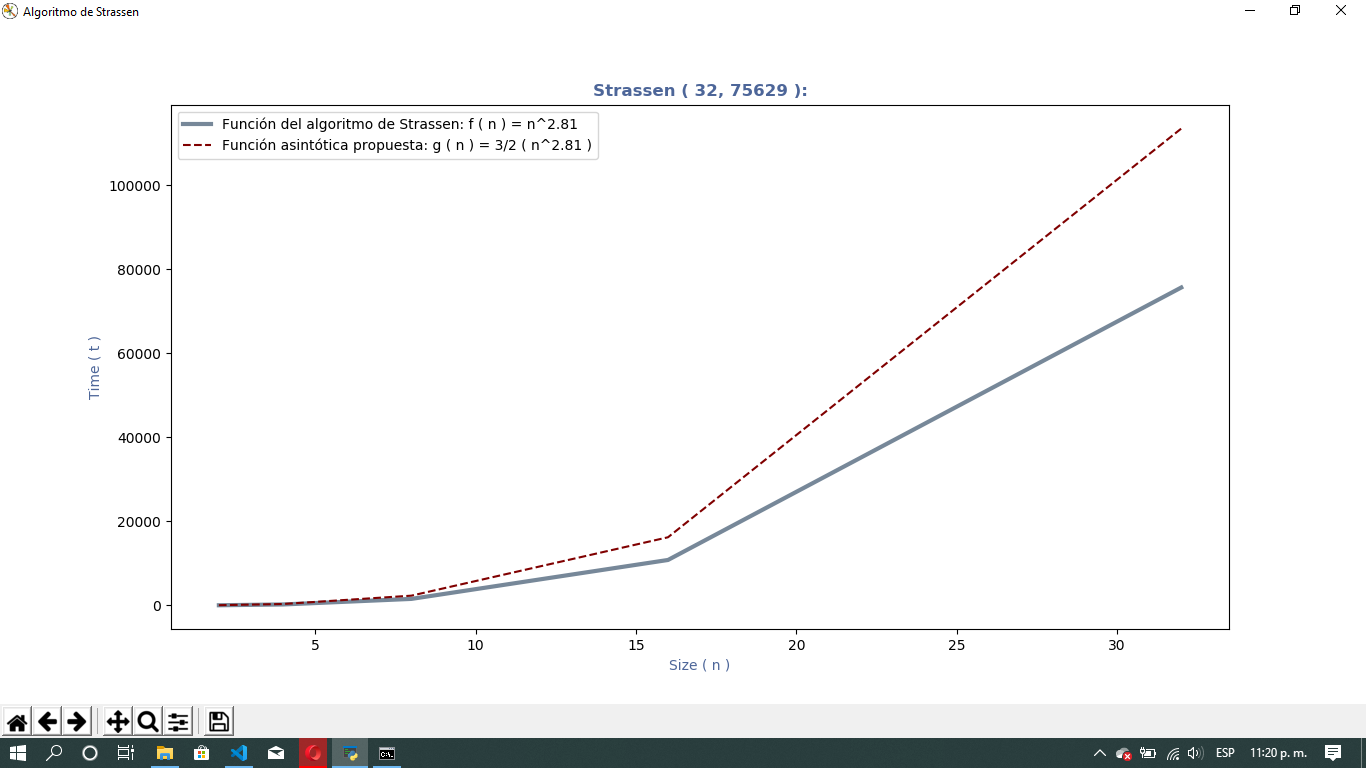 Algoritmo de Strassen
Strassen ( 32, 75629 ):
Función del algoritmo de Strassen: f ( n ) = n^2.81
Función asintótica propuesta: g ( n ) = 3/2 ( n^2.81 )
100000
80000
60000
40000
20000
0
Time ( t )
5 10 15 20 25 30
Size ( n )
C:\.
ESP 11:20 p. m.